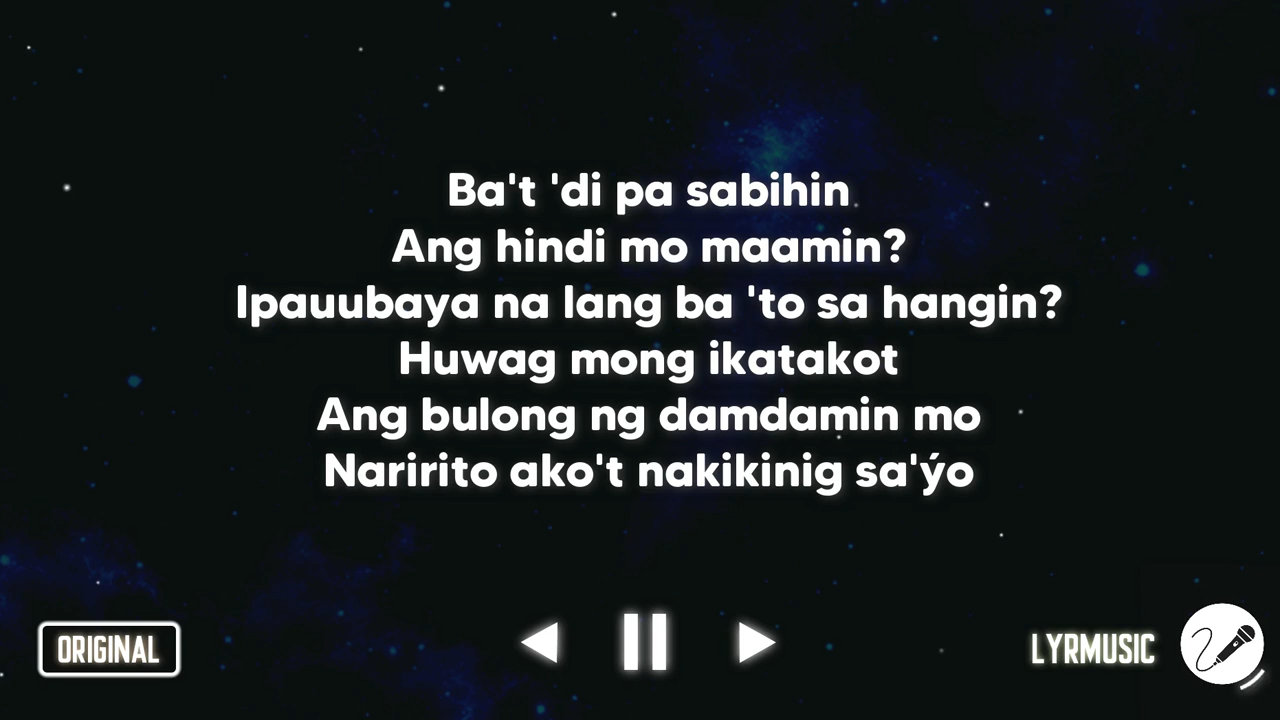 Ba't 'di pa sabihin
Ang hindi mo maamin?
Ipauubaya na lang ba 'to sa hangin?
Huwag mong ikatakot
Ang bulong ng damdamin mo
Naririto ako't nakikinig sa'ýo
ORIGINAL
LYRMUSIC